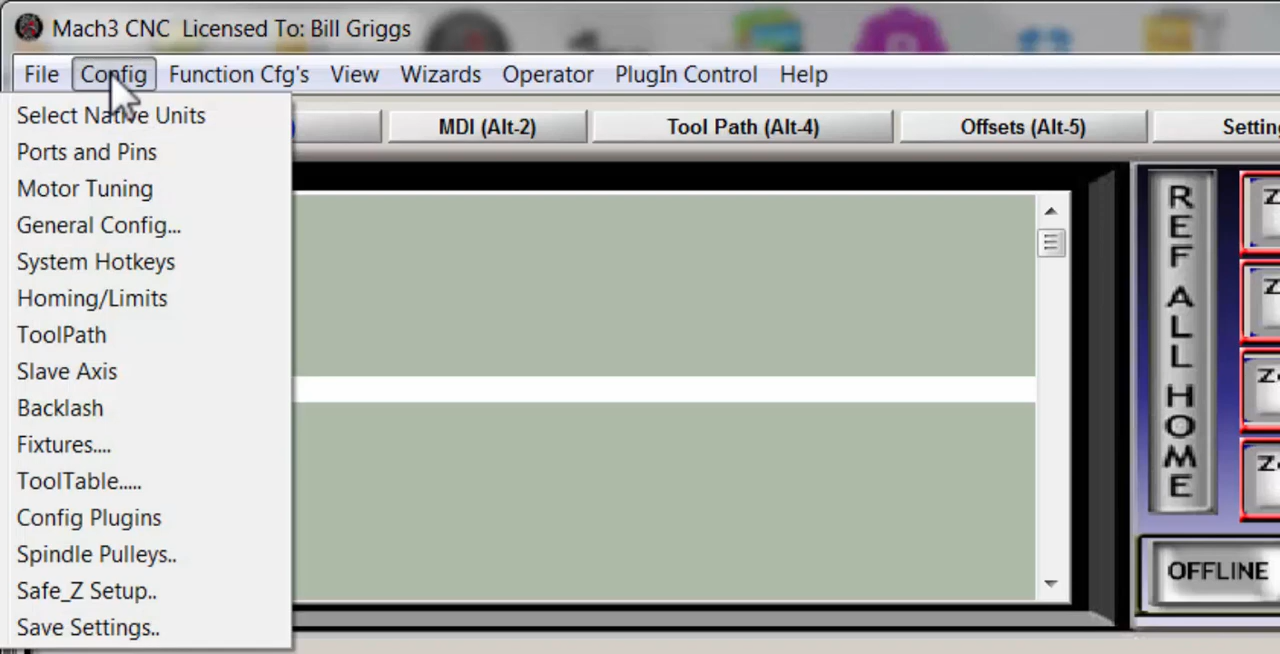 Mach3 CNC Licensed To: Bill Griggs
File Config Function Cfg's View Wizards Operator PlugIn Control Help
Select Native Units
Ports and Pins
Motor Tuning
General Config...
System Hotkeys
Homing/Limits
ToolPath
Slave Axis
Backlash
Fixtures....
ToolTable.....
Config Plugins
Spindle Pulleys..
Safe_Z Setup..
Save Settings..
MDI (Alt-2) Tool Path (Alt-4) Offsets (Alt-5)
REF ALL HOME
OFFLINE